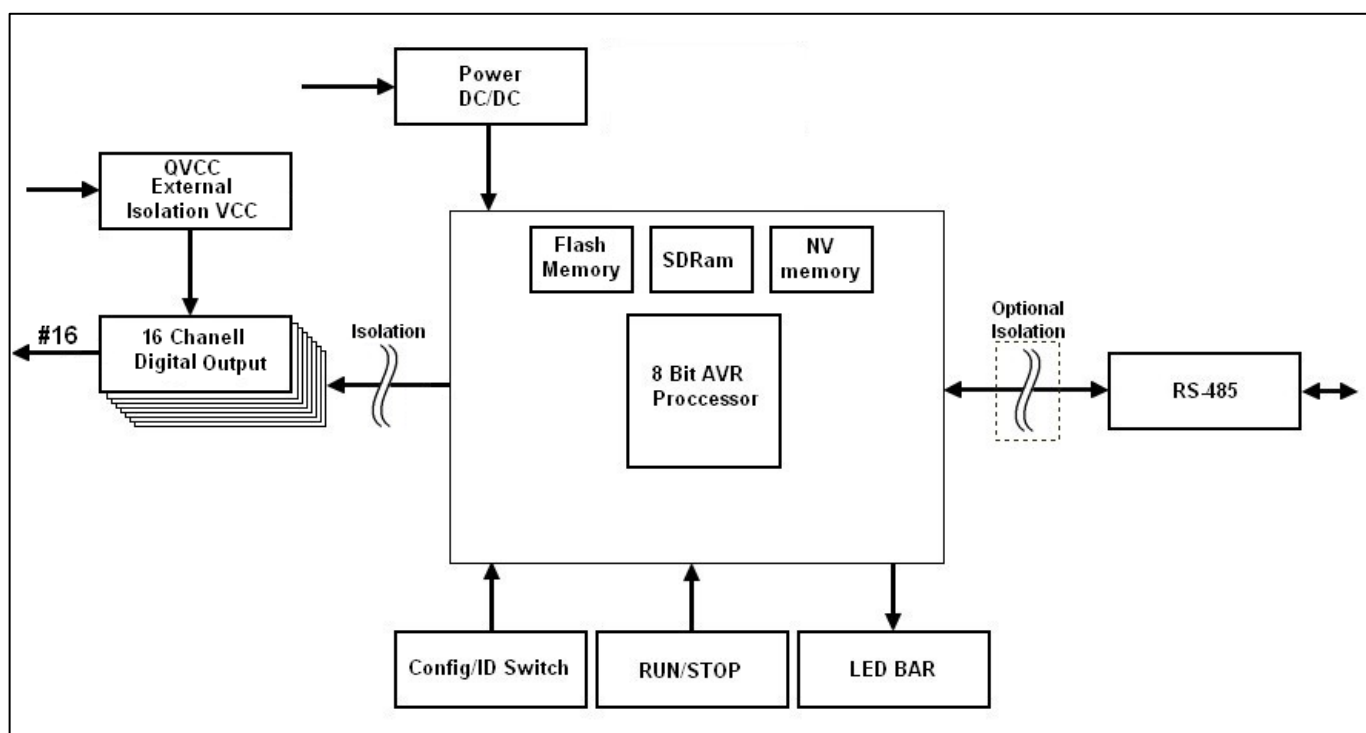 Power
DC/DC
QVCC
External
Isolation VCC
Flash
Memory
SDRam
NV
memory
#16
16 Chanell
Digital Output
Isolation
8 Bit AVR
Proccessor
Optional
Isolation
RS-485
Config/ID Switch
RUN/STOP
LED BAR